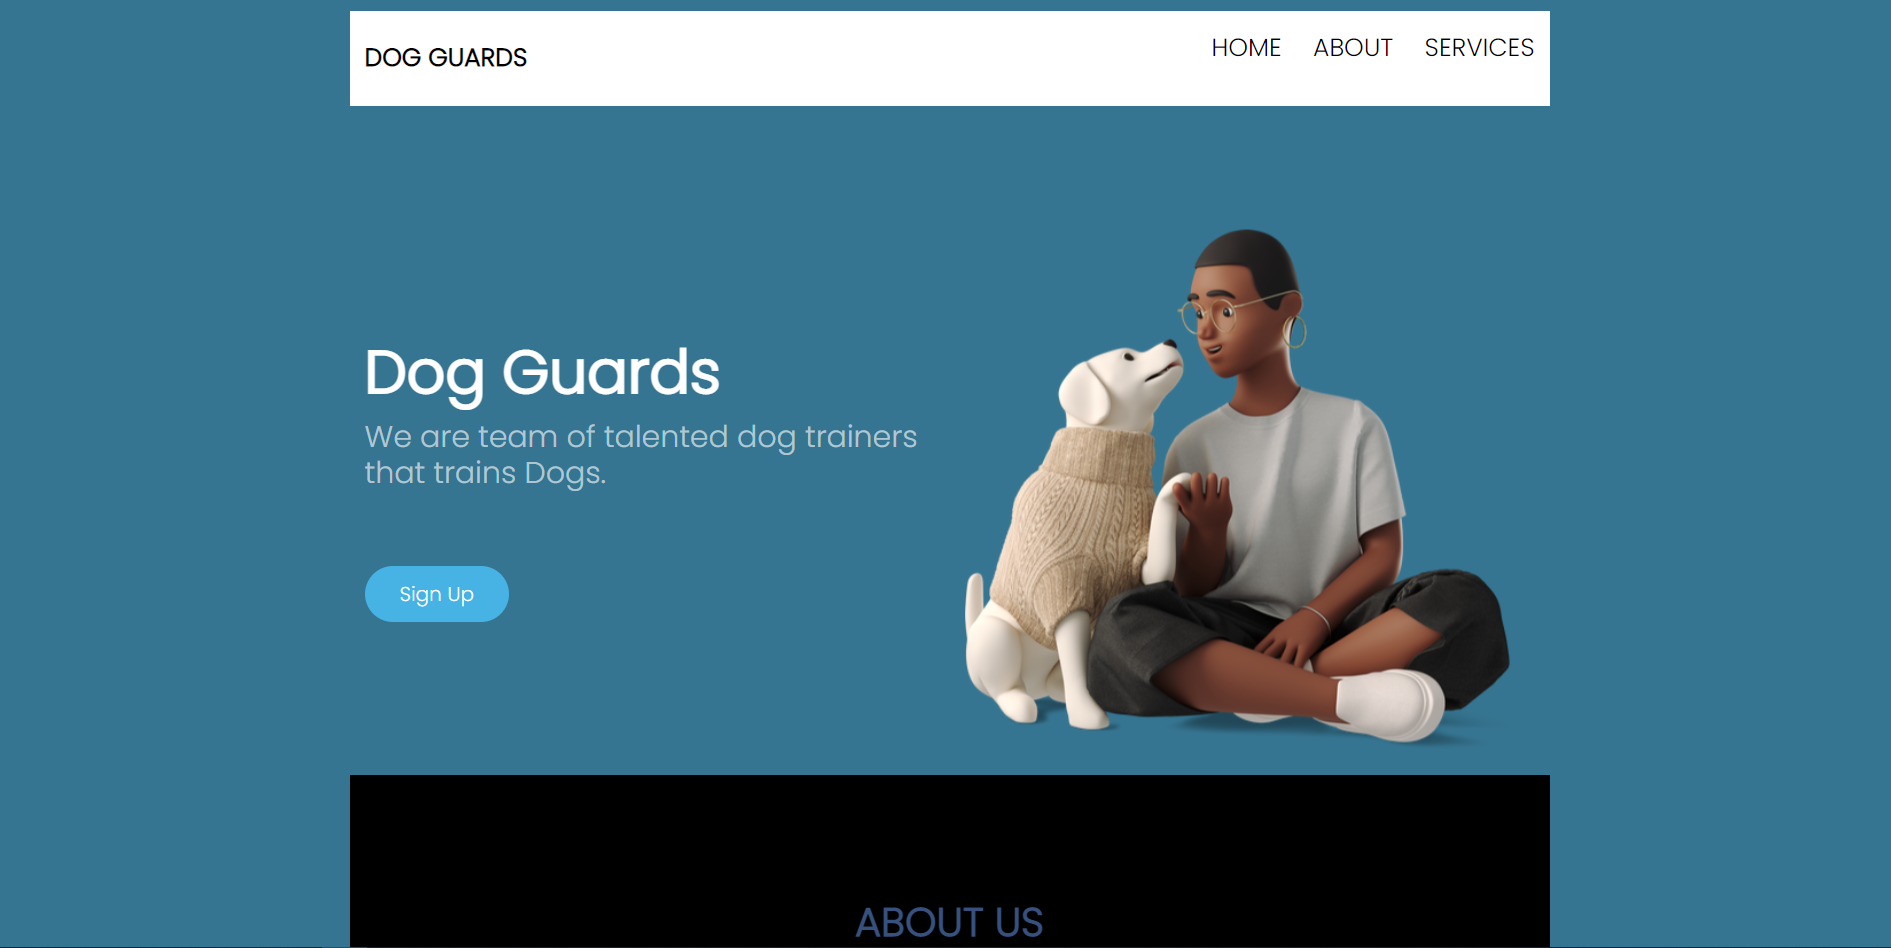 DOG GUARDS
HOME ABOUT SERVICES
Dog Guards
We are team of talented dog trainers
that trains Dogs.
Sign Up
ABOUT US